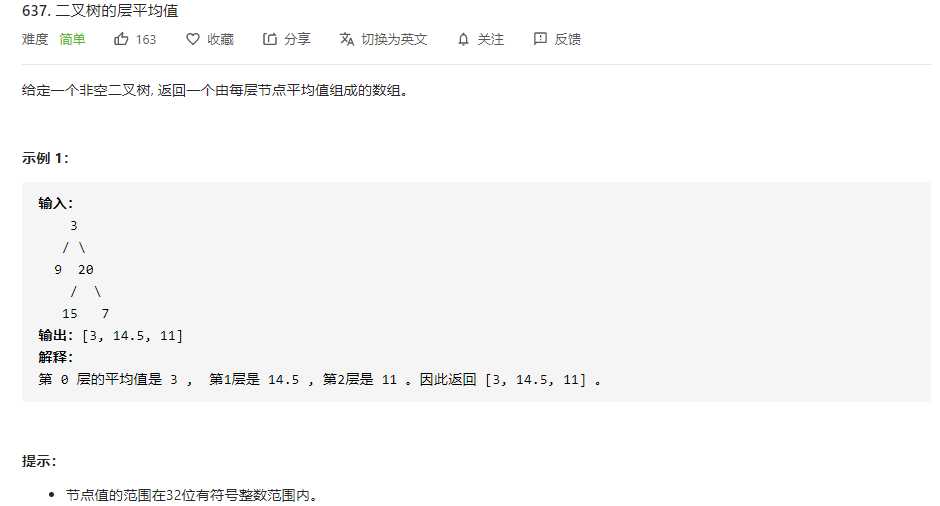 637. 二叉树的层平均值
难度 简单 163 收藏 分享 切换为英文 关注 反馈
给定一个非空二叉树, 返回一个由每层节点平均值组成的数组。
示例 1：
输入：
3
/ \
9 20
/ \
15 7
输出：[3, 14.5, 11]
解释：
第 0 层的平均值是 3 , 第1层是 14.5 , 第2层是 11 。因此返回 [3, 14.5, 11] 。
提示：
• 节点值的范围在32位有符号整数范围内。